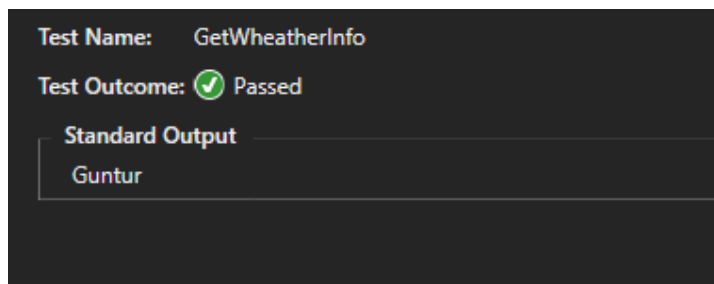 Test Name: GetWheatherInfo
Test Outcome: Passed
Standard Output
Guntur